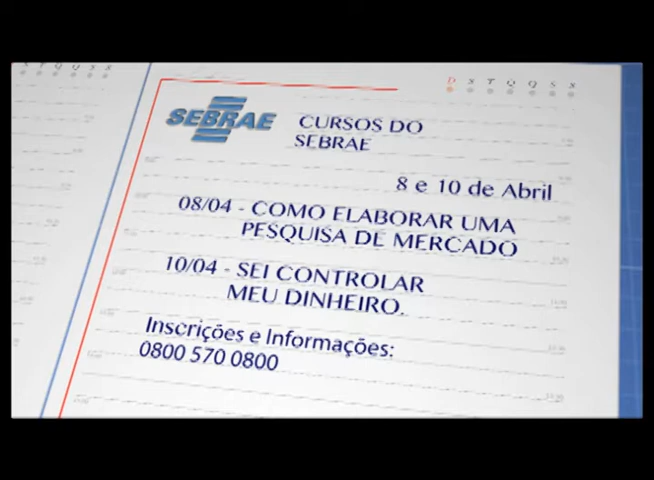 S T Q Q S S
D S T Q Q S S
SEBRAE
CURSOS DO
SEBRAE
8 e 10 de Abril
08/04 - COMO ELABORAR UMA
PESQUISA DE MERCADO
10/04 - SEI CONTROLAR
MEU DINHEIRO.
Inscrições e Informações:
0800 570 0800